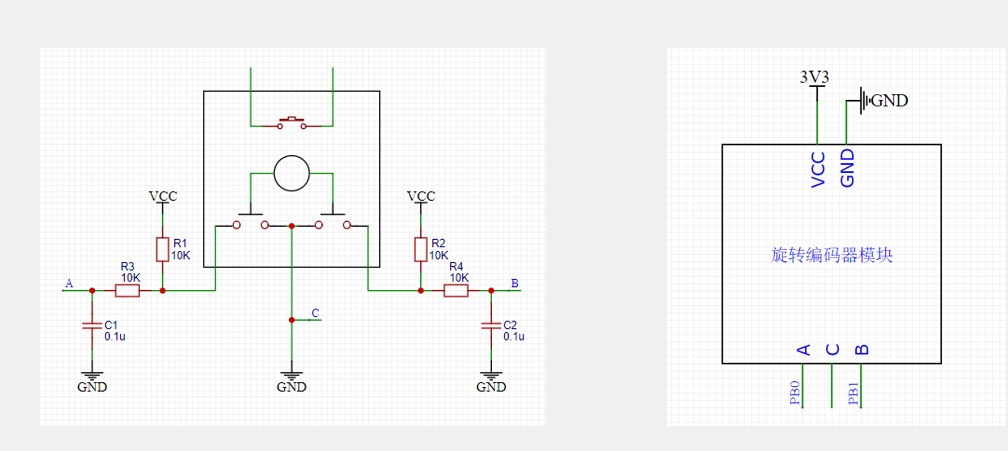 VCC
R1
10K
R3
10K
A
C1
0.1u
GND
C
GND
VCC
R2
10K
R4
10K
B
C2
0.1u
GND
3V3
GND
VCC
GND
旋转编码器模块
A
C
B
PB0
PB1